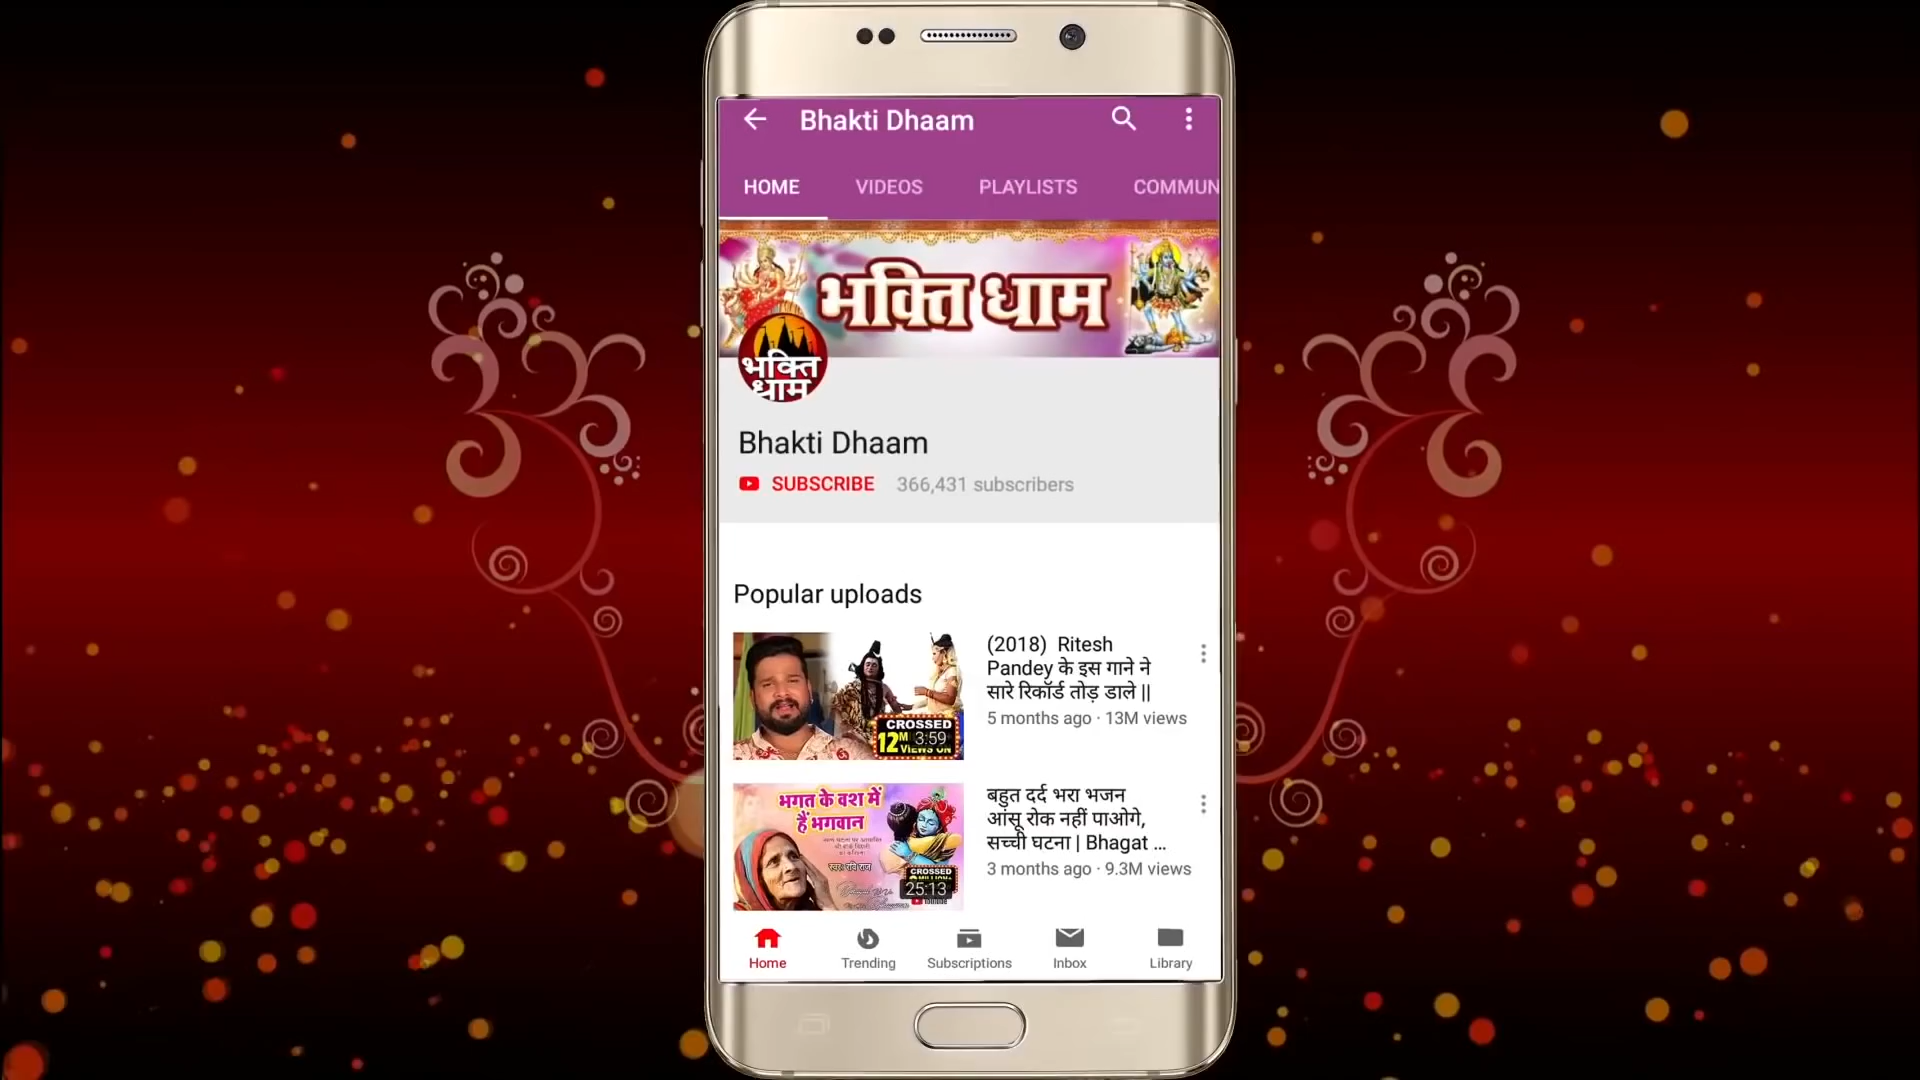 Bhakti Dhaam
HOME VIDEOS PLAYLISTS COMMUN
भक्ति धाम
भक्ति
धाम
Bhakti Dhaam
SUBSCRIBE 366,431 subscribers
Popular uploads
(2018) Ritesh
Pandey के इस गाने ने
सारे रिकॉर्ड तोड़ डाले ||
5 months ago · 13M views
CROSSED
12M 3:59
VIEWS ON
बहुत दर्द भरा भजन
आंसू रोक नहीं पाओगे,
सच्ची घटना | Bhagat ...
3 months ago · 9.3M views
भगत के वश में
हैं भगवान
CROSSED
25:13
Home Trending Subscriptions Inbox Library